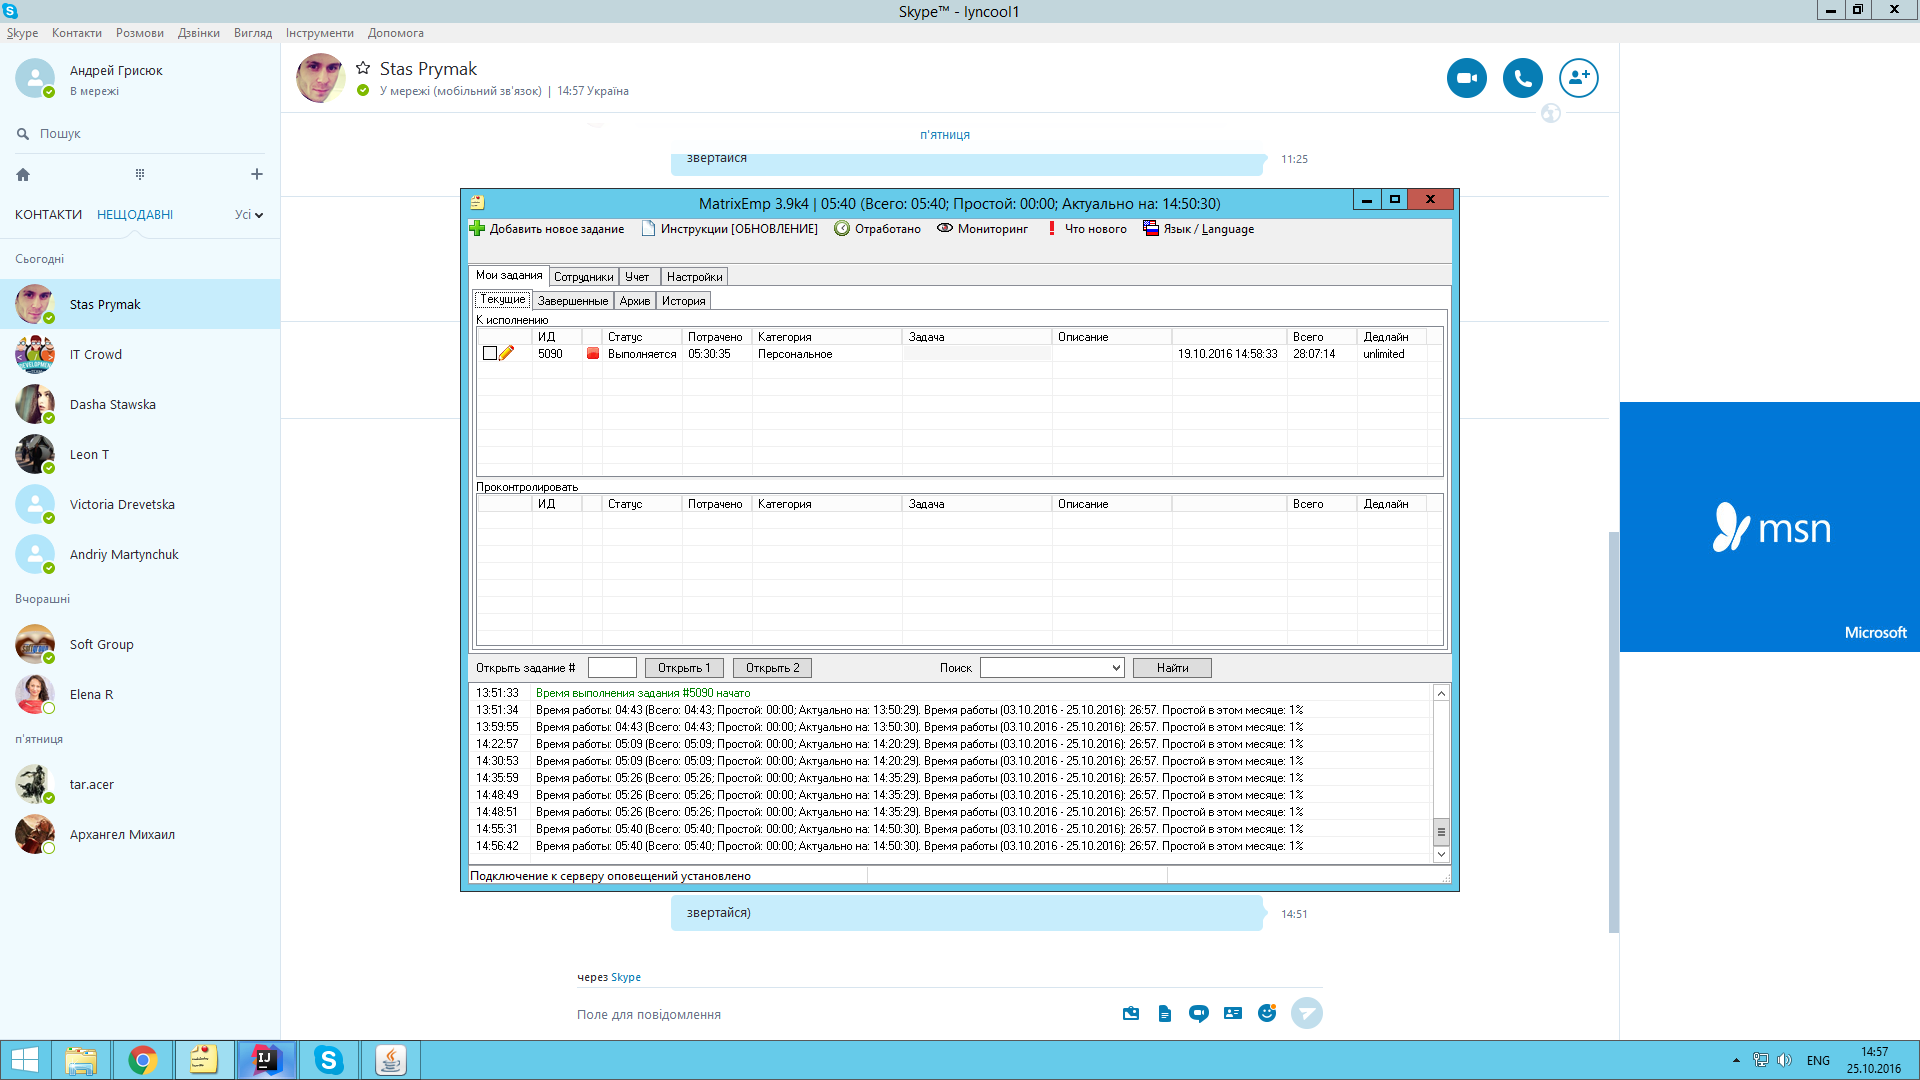 Skype™ - lyncool1
Skype Контакти Розмови Дзвінки Вигляд Інструменти Допомога
Андрей Грисюк
В мережі
Пошук
КОНТАКТИ НЕЩОДАВНІ Усі
Сьогодні
Stas Prymak
IT Crowd
Dasha Stawska
Leon T
Victoria Drevetska
Andriy Martynchuk
Вчорашні
Soft Group
Elena R
п'ятниця
tar.acer
Архангел Михаил
Stas Prymak
У мережі (мобільний зв'язок) | 14:57 Україна
п'ятниця
звертайся 11:25
MatrixEmp 3.9k4 | 05:40 (Всего: 05:40; Простой: 00:00; Актуально на: 14:50:30)
Добавить новое задание Инструкции [ОБНОВЛЕНИЕ] Отработано Мониторинг Что нового Язык / Language
Мои задания Сотрудники Учет Настройки
Текущие Завершенные Архив История
К исполнению
ИД Статус Потрачено Категория Задача Описание Всего Дедлайн
5090 Выполняется 05:30:35 Персональное 19.10.2016 14:58:33 28:07:14 unlimited
Проконтролировать
ИД Статус Потрачено Категория Задача Описание Всего Дедлайн
Открыть задание # Открыть 1 Открыть 2 Поиск Найти
13:51:33 Время выполнения задания #5090 начато
13:51:34 Время работы: 04:43 (Всего: 04:43; Простой: 00:00; Актуально на: 13:50:29). Время работы (03.10.2016 - 25.10.2016): 26:57. Простой в этом месяце: 1%
13:59:55 Время работы: 04:43 (Всего: 04:43; Простой: 00:00; Актуально на: 13:50:30). Время работы (03.10.2016 - 25.10.2016): 26:57. Простой в этом месяце: 1%
14:22:57 Время работы: 05:09 (Всего: 05:09; Простой: 00:00; Актуально на: 14:20:29). Время работы (03.10.2016 - 25.10.2016): 26:57. Простой в этом месяце: 1%
14:30:53 Время работы: 05:09 (Всего: 05:09; Простой: 00:00; Актуально на: 14:20:29). Время работы (03.10.2016 - 25.10.2016): 26:57. Простой в этом месяце: 1%
14:35:59 Время работы: 05:26 (Всего: 05:26; Простой: 00:00; Актуально на: 14:35:29). Время работы (03.10.2016 - 25.10.2016): 26:57. Простой в этом месяце: 1%
14:48:49 Время работы: 05:26 (Всего: 05:26; Простой: 00:00; Актуально на: 14:35:29). Время работы (03.10.2016 - 25.10.2016): 26:57. Простой в этом месяце: 1%
14:48:51 Время работы: 05:26 (Всего: 05:26; Простой: 00:00; Актуально на: 14:35:29). Время работы (03.10.2016 - 25.10.2016): 26:57. Простой в этом месяце: 1%
14:55:31 Время работы: 05:40 (Всего: 05:40; Простой: 00:00; Актуально на: 14:50:30). Время работы (03.10.2016 - 25.10.2016): 26:57. Простой в этом месяце: 1%
14:56:42 Время работы: 05:40 (Всего: 05:40; Простой: 00:00; Актуально на: 14:50:30). Время работы (03.10.2016 - 25.10.2016): 26:57. Простой в этом месяце: 1%
Подключение к серверу оповещений установлено
звертайся) 14:51
через Skype
Поле для повідомлення
msn
Microsoft
IJ
ENG
14:57
25.10.2016